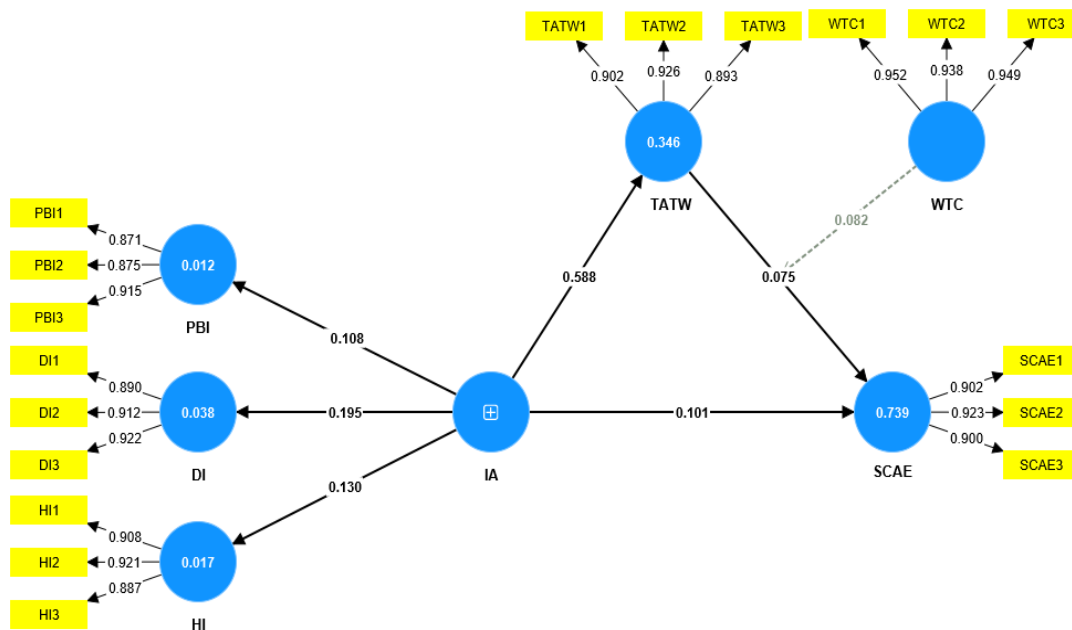 TATW1
TATW2
TATW3
WTC1
WTC2
WTC3
0.902
0.926
0.893
0.952
0.938
0.949
0.346
TATW
WTC
PBI1
PBI2
PBI3
0.871
0.875
0.915
0.012
PBI
0.082
0.075
0.588
0.108
DI1
DI2
DI3
0.890
0.912
0.922
0.038
DI
0.195
IA
0.101
0.739
SCAE
0.902
0.923
0.900
SCAE1
SCAE2
SCAE3
0.130
HI1
HI2
HI3
0.908
0.921
0.887
0.017
HI